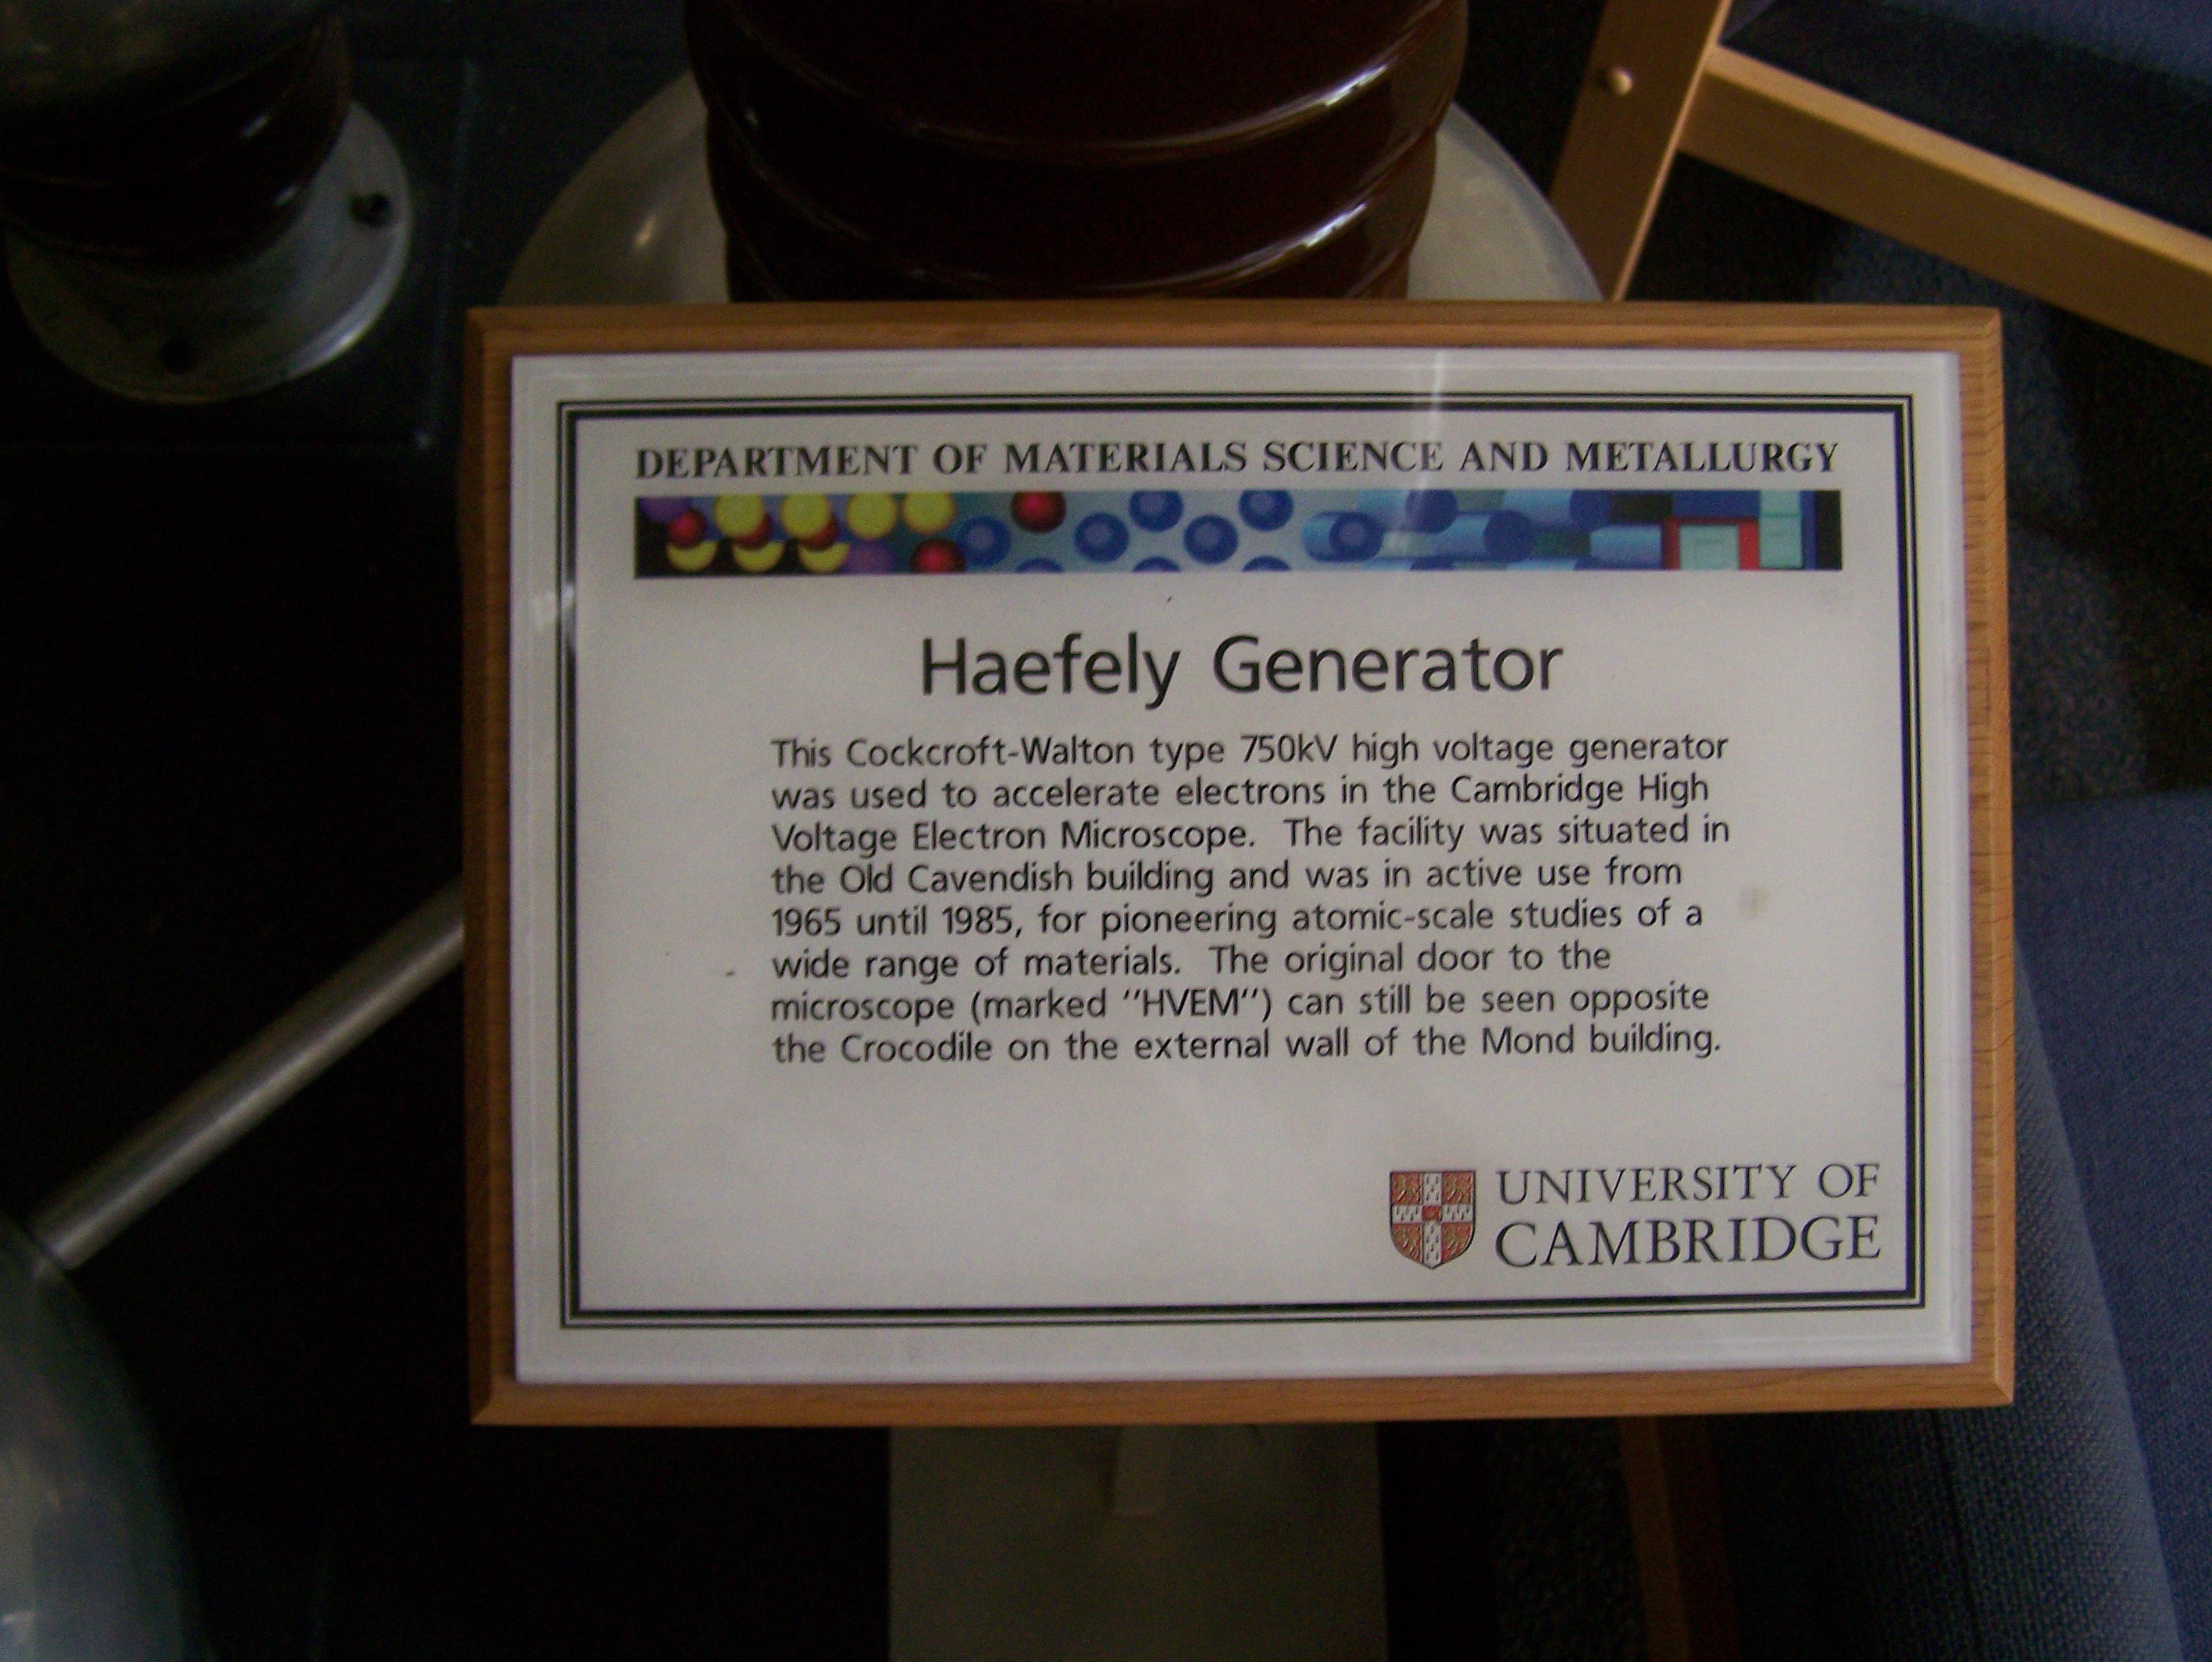 DEPARTMENT OF MATERIALS SCIENCE AND METALLURGY
Haefely Generator
This Cockcroft-Walton type 750kV high voltage generator
was used to accelerate electrons in the Cambridge High
Voltage Electron Microscope.  The facility was situated in
the Old Cavendish building and was in active use from
1965 until 1985, for pioneering atomic-scale studies of a
wide range of materials.  The original door to the
microscope (marked ''HVEM'') can still be seen opposite
the Crocodile on the external wall of the Mond building.
UNIVERSITY OF
CAMBRIDGE